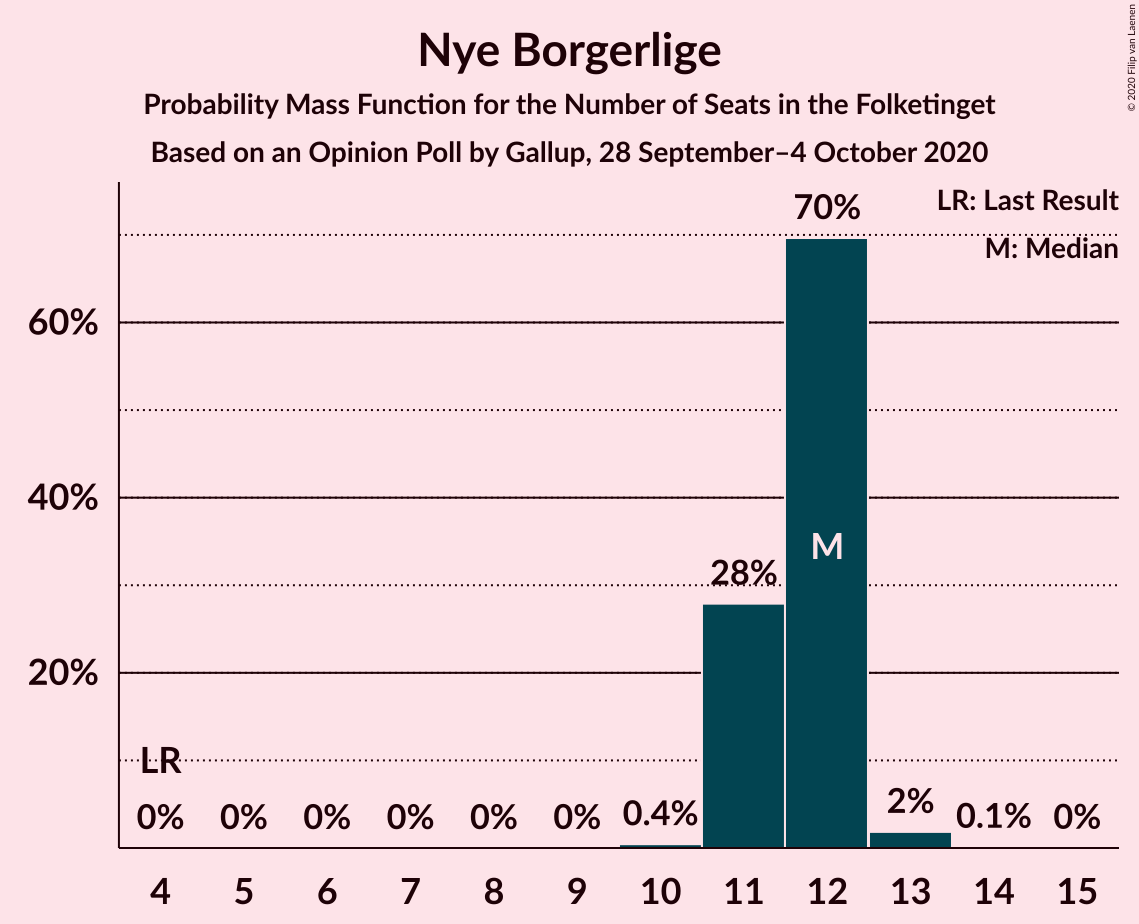 Nye Borgerlige
Probability Mass Function for the Number of Seats in the Folketinget
Based on an Opinion Poll by Gallup, 28 September–4 October 2020
© 2020 Filip van Laenen
LR: Last Result
M: Median
70%
60%
40%
20%
M
28%
LR
0% 0% 0% 0% 0% 0% 0.4% 2% 0.1% 0%
4 5 6 7 8 9 10 11 12 13 14 15